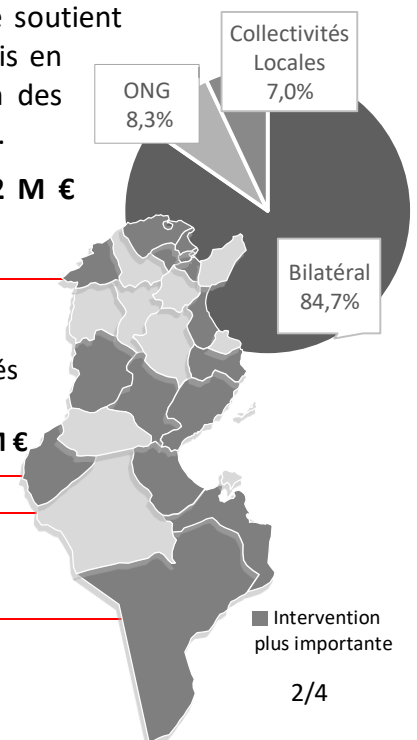 soutient
is en
des
M €
és
€
Collectivités
Locales
7,0%
ONG
8,3%
Bilatéral
84,7%
Intervention
plus importante
2/4